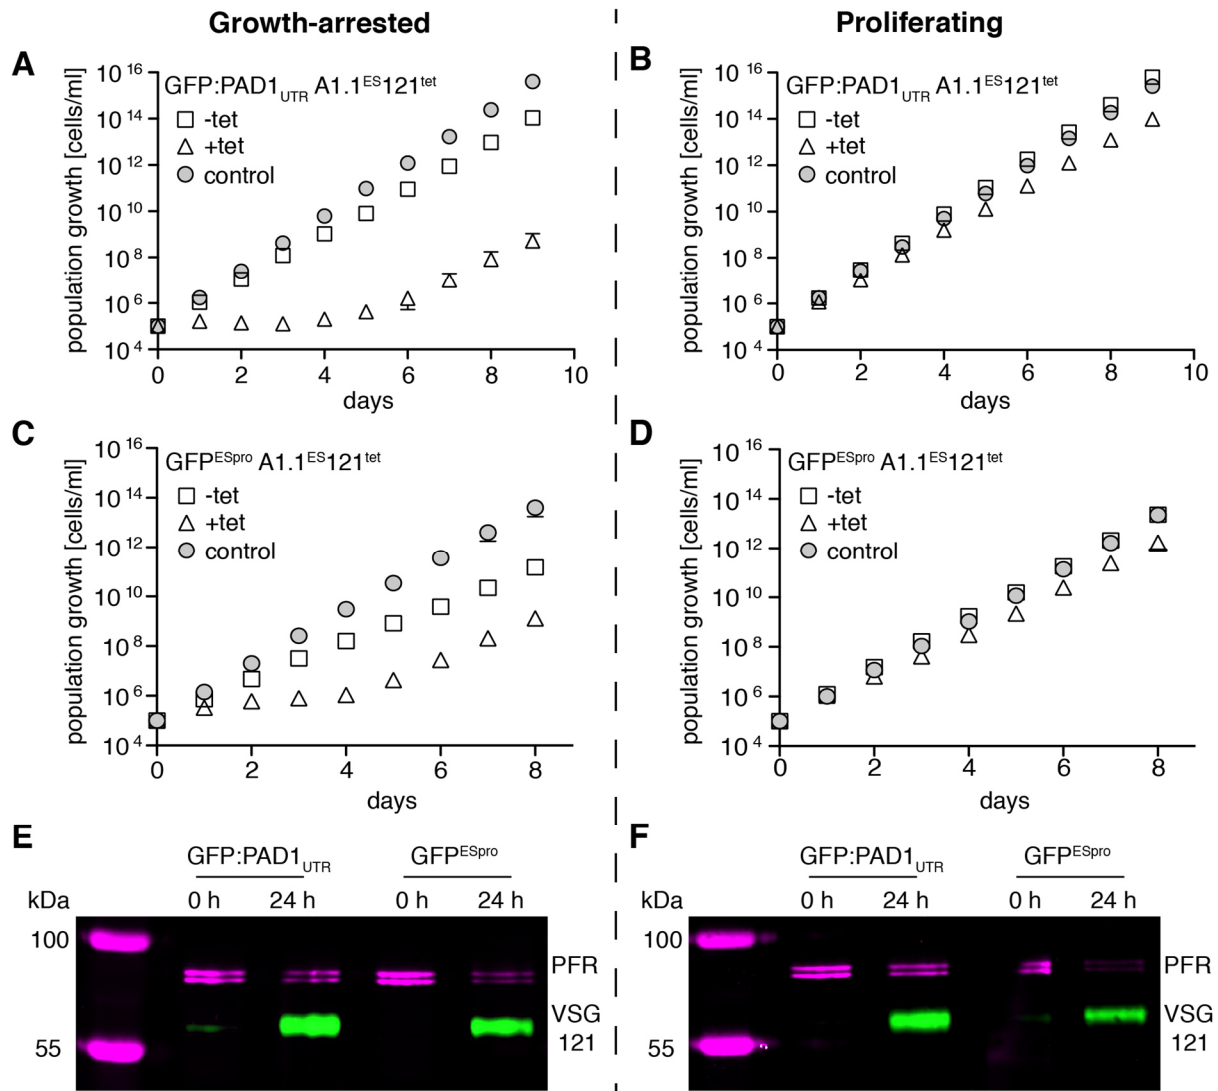 Growth-arrested
Proliferating
A
GFP:PAD1UTR A1.1ES121tet
-tet
+tet
control
population growth [cells/ml]
10 16
10 14
10 12
10 10
10 8
10 6
10 4
0 2 4 6 8 10
days
B
GFP:PAD1UTR A1.1ES121tet
-tet
+tet
control
population growth [cells/ml]
10 16
10 14
10 12
10 10
10 8
10 6
10 4
0 2 4 6 8 10
days
C
GFPESpro A1.1ES121tet
-tet
+tet
control
population growth [cells/ml]
10 16
10 14
10 12
10 10
10 8
10 6
10 4
0 2 4 6 8
days
D
GFPESpro A1.1ES121tet
-tet
+tet
control
population growth [cells/ml]
10 16
10 14
10 12
10 10
10 8
10 6
10 4
0 2 4 6 8
days
E
GFP:PAD1UTR GFPESpro
kDa 0 h 24 h 0 h 24 h
100
PFR
VSG
121
55
F
GFP:PAD1UTR GFPESpro
kDa 0 h 24 h 0 h 24 h
100
PFR
VSG
121
55